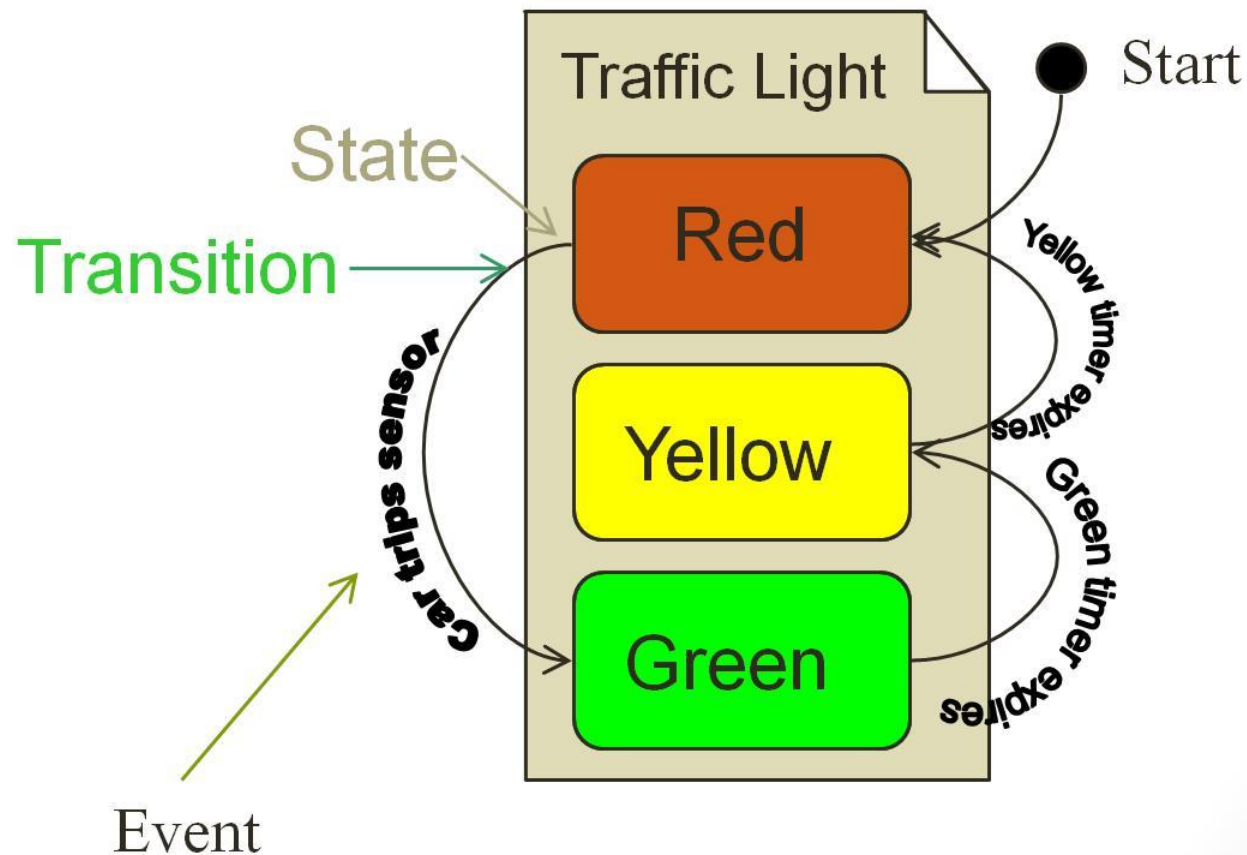 Traffic Light
Start
State
Red
Transition
Yellow timer expires
Car trips sensor
Yellow
Green timer expires
Green
Event